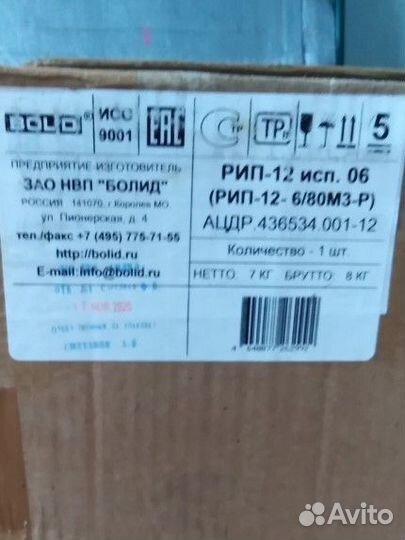 BOLID®
ИСО
9001
EAC
ТР
5
ПРЕДПРИЯТИЕ-ИЗГОТОВИТЕЛЬ
ЗАО НВП "БОЛИД"
РОССИЯ 141070, г.Королев МО,
ул. Пионерская, д. 4
тел./факс +7 (495) 775-71-55
http://bolid.ru
E-mail:info@bolid.ru
РИП-12 исп. 06
(РИП-12- 6/80М3-Р)
АЦДР.436534.001-12
Количество - 1 шт.
НЕТТО: 7 КГ БРУТТО: 8 КГ
Avito